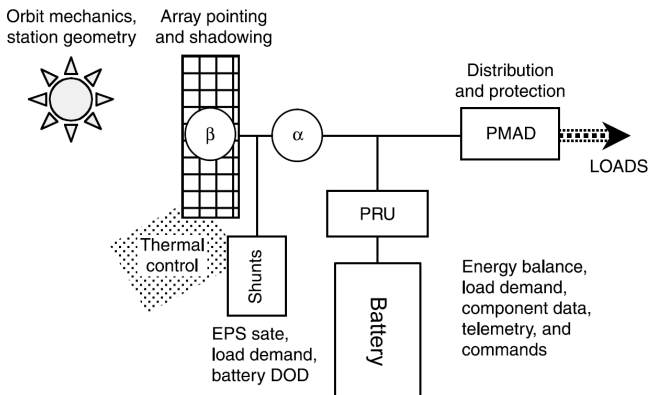 Orbit mechanics,
station geometry
Array pointing
and shadowing
β
α
Distribution
and protection
PMAD
LOADS
PRU
Thermal
control
Shunts
Battery
EPS sate,
load demand,
battery DOD
Energy balance,
load demand,
component data,
telemetry, and
commands